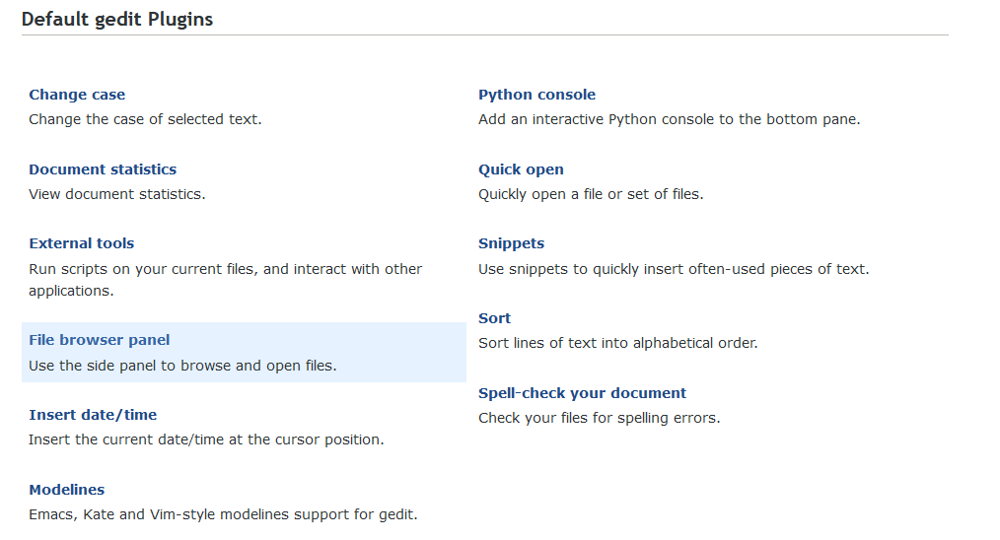 Default gedit Plugins
Change case
Change the case of selected text.
Document statistics
View document statistics.
External tools
Run scripts on your current files, and interact with other
applications.
File browser panel
Use the side panel to browse and open files.
Insert date/time
Insert the current date/time at the cursor position.
Modelines
Emacs, Kate and Vim-style modelines support for gedit.
Python console
Add an interactive Python console to the bottom pane.
Quick open
Quickly open a file or set of files.
Snippets
Use snippets to quickly insert often-used pieces of text.
Sort
Sort lines of text into alphabetical order.
Spell-check your document
Check your files for spelling errors.